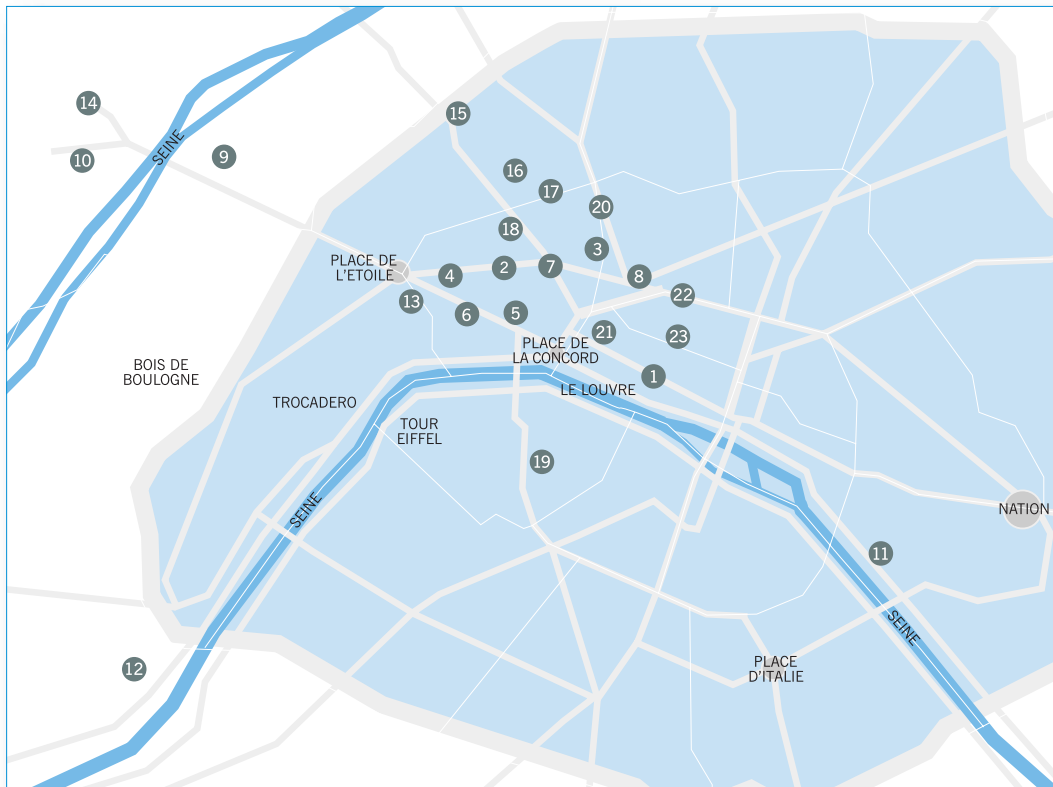 14
15
SEINE
10
9
16
17
20
18
3
PLACE DE
L'ETOILE
4
2
7
8
13
22
6
5
21
23
PLACE DE
LA CONCORD
BOIS DE
BOULOGNE
1
LE LOUVRE
TROCADERO
TOUR
EIFFEL
19
SEINE
NATION
11
SEINE
12
PLACE
D'ITALIE